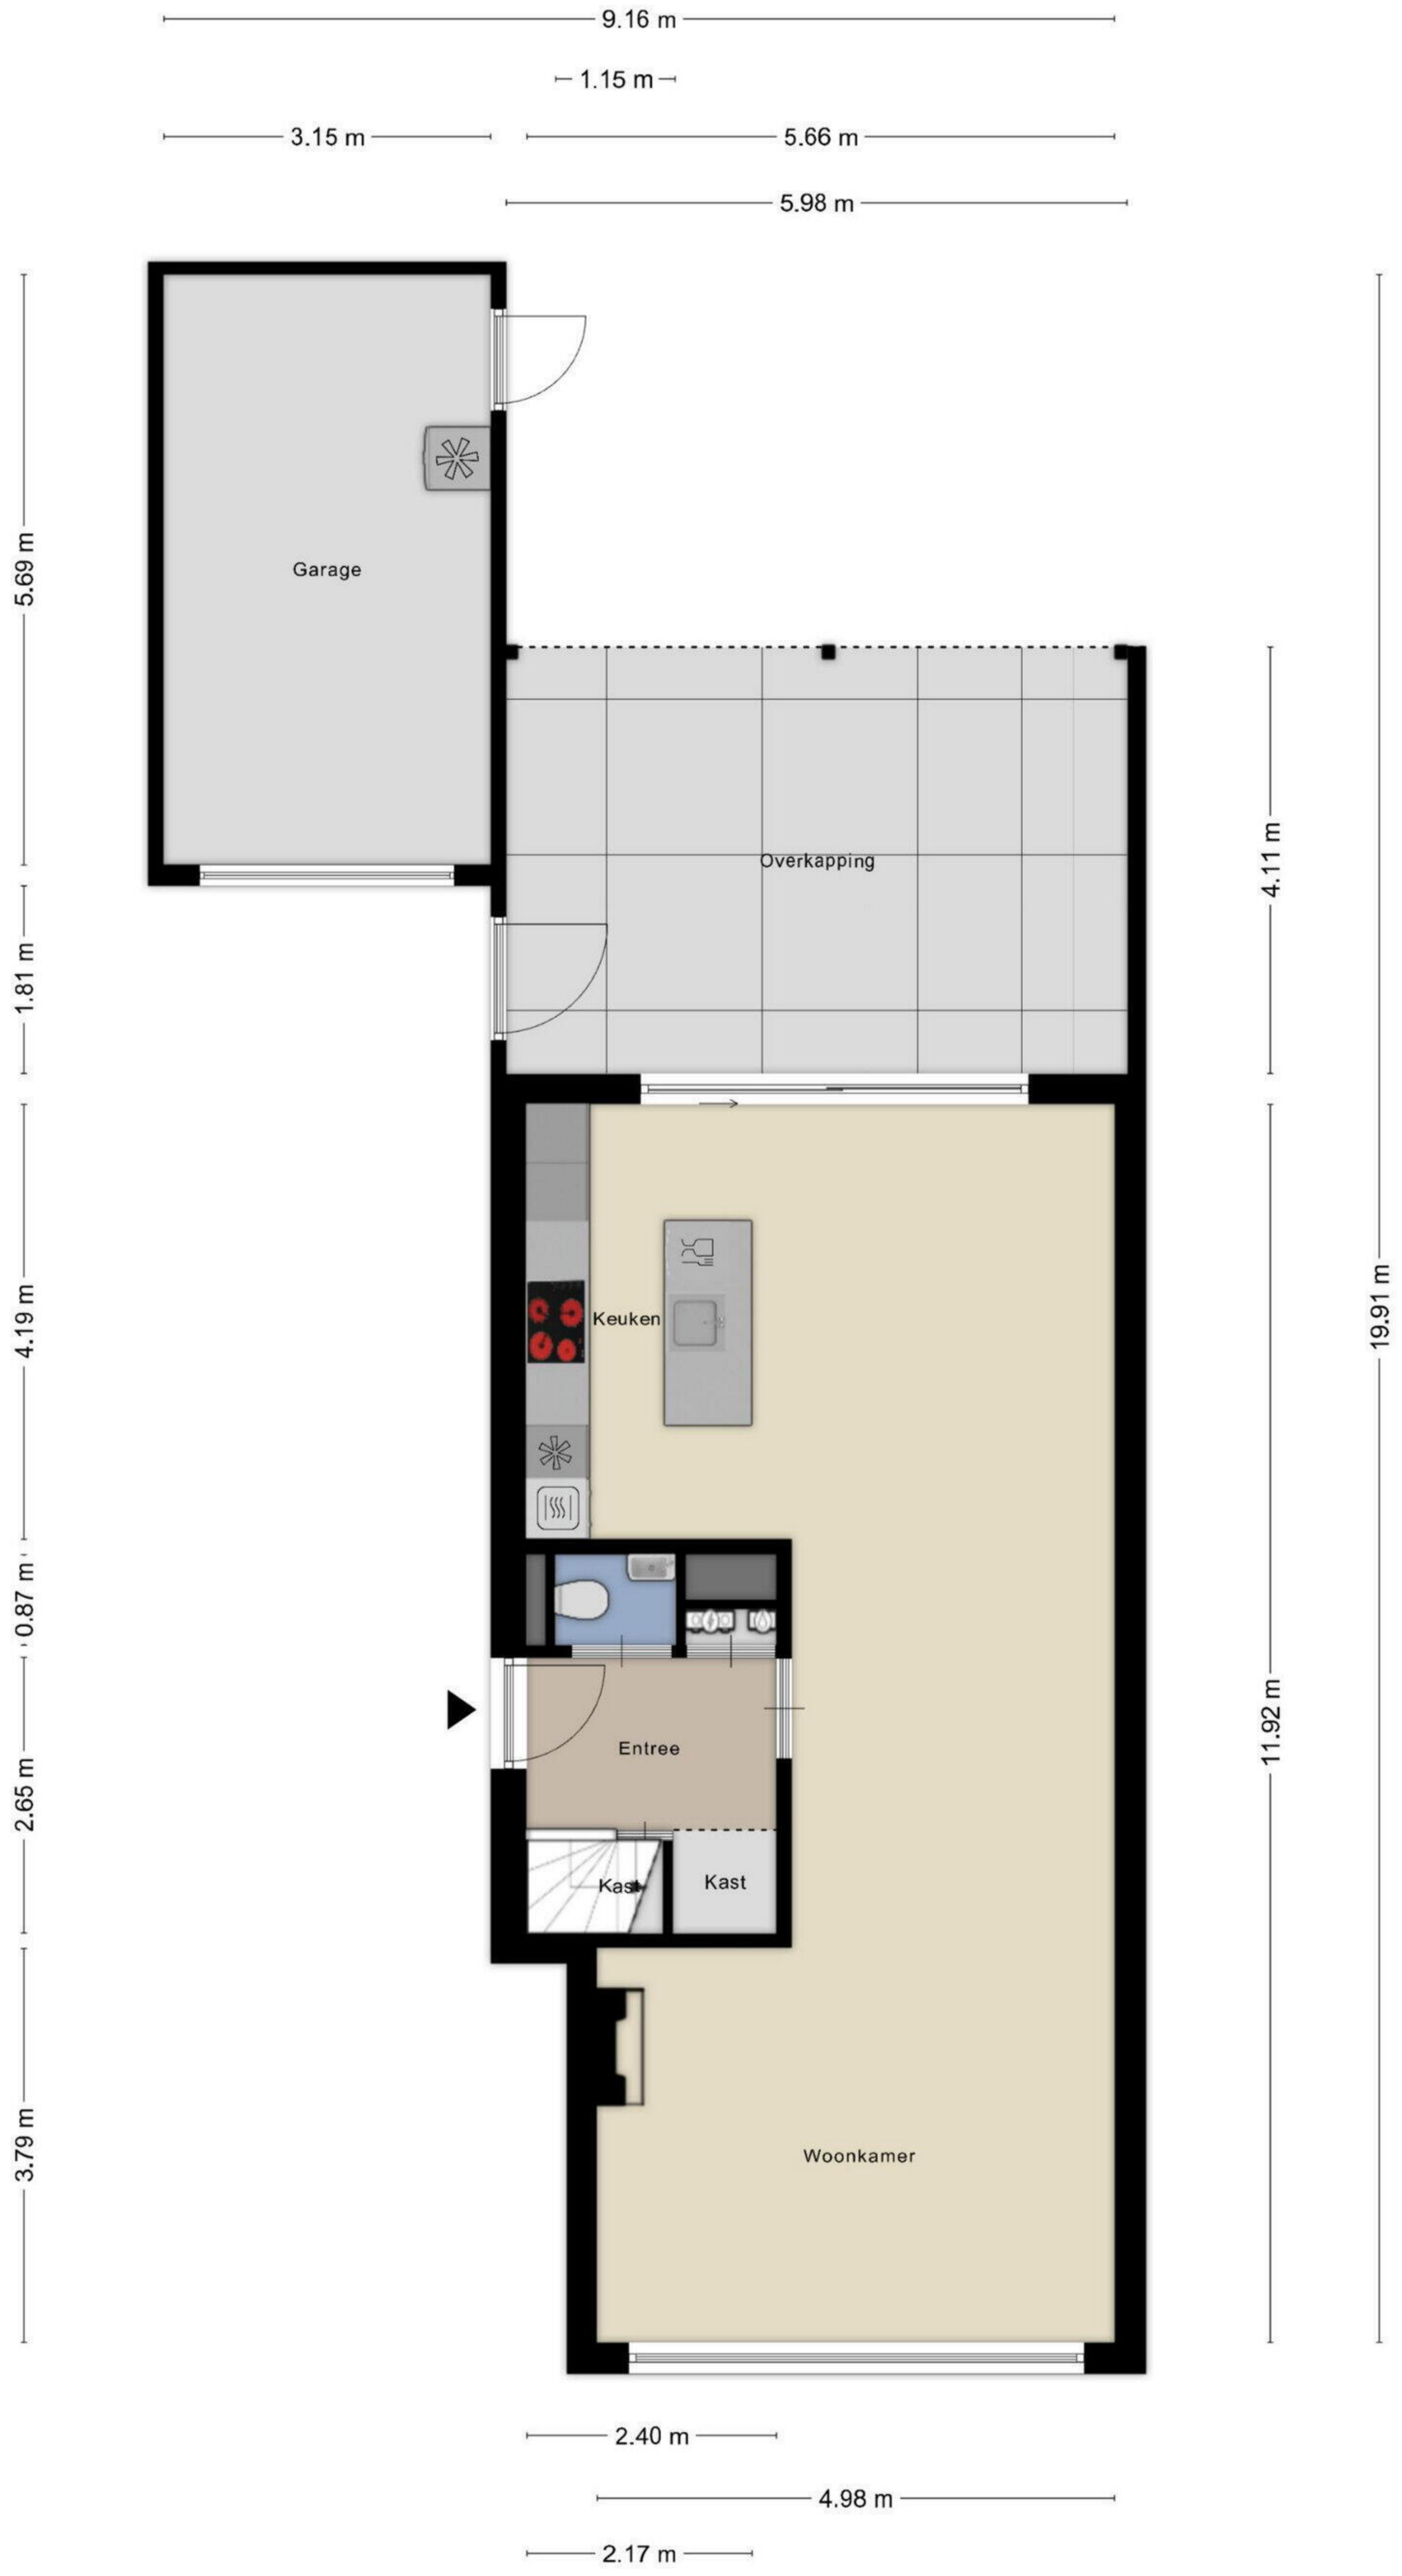 9.16 m
1.15 m
3.15 m
5.66 m
5.98 m
5.69 m
Garage
4.11 m
Overkapping
1.81 m
19.91 m
4.19 m
Keuken
0.87 m
11.92 m
Entree
2.65 m
Kast
Kast
3.79 m
Woonkamer
2.40 m
4.98 m
2.17 m